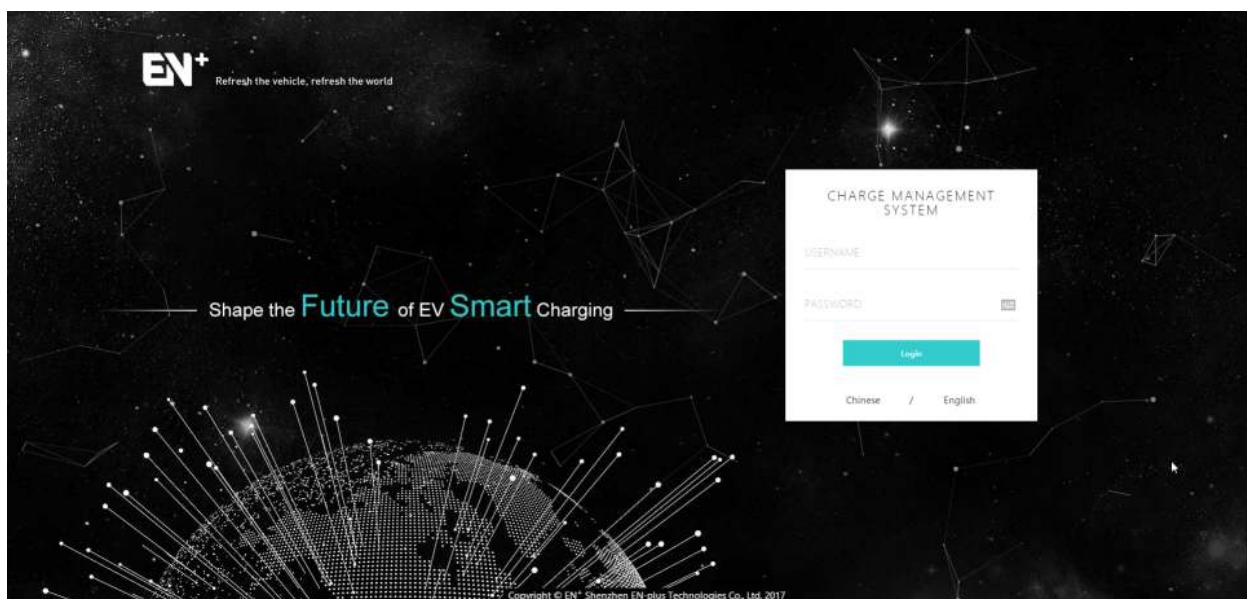 EN+ Refresh the vehicle, refresh the world
CHARGE MANAGEMENT
SYSTEM
USERNAME
PASSWORD
Shape the Future of EV Smart Charging
Login
Chinese / English
Copyright © EN+ Shenzhen EN-plus Technologies Co., Ltd. 2017